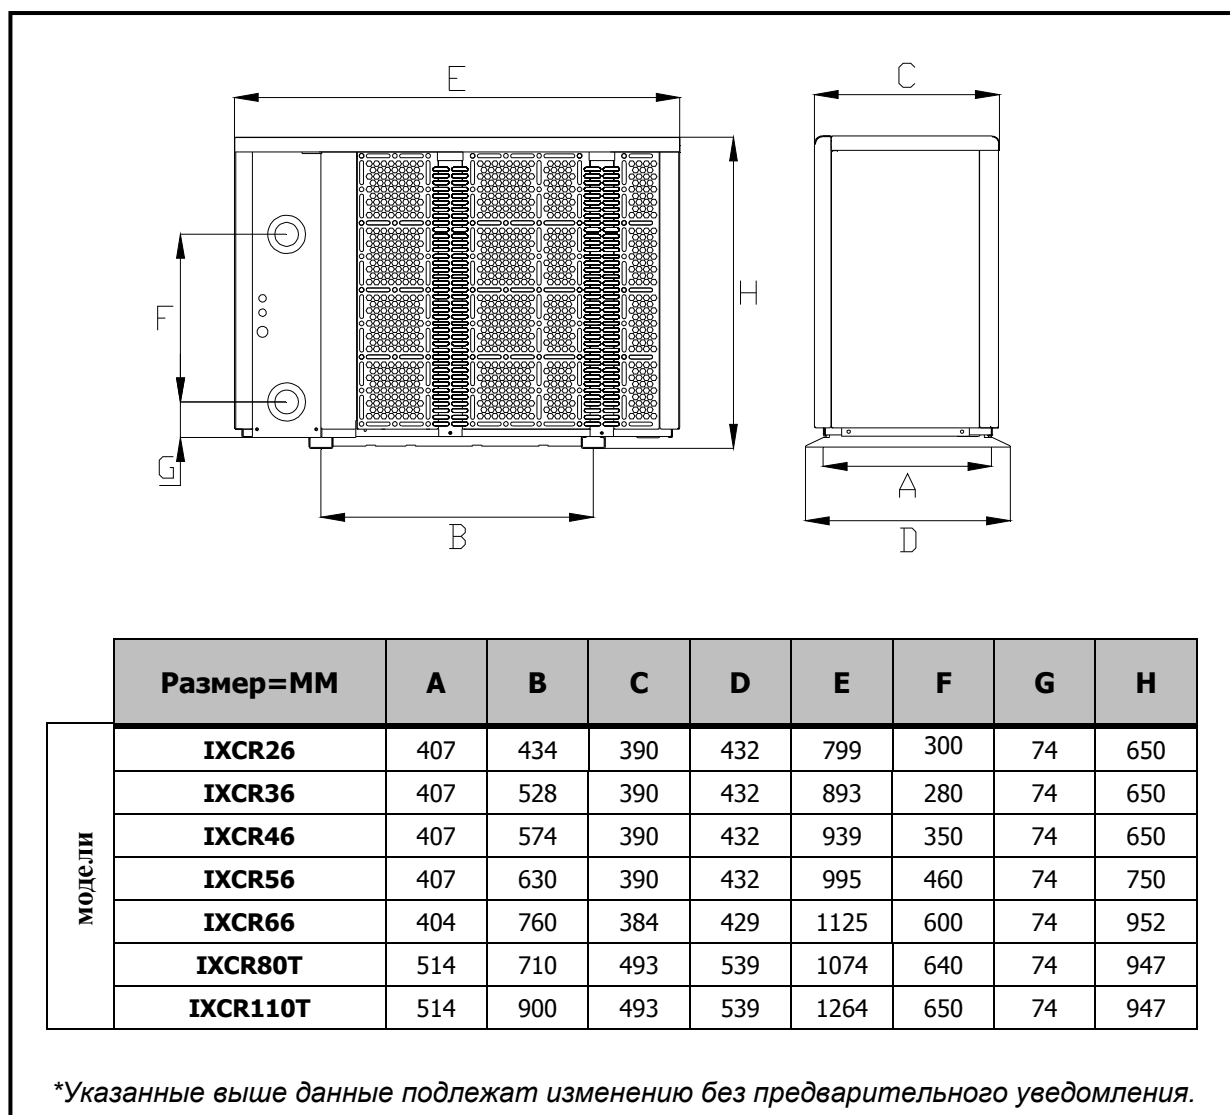 E
C
F
H
G
B
A
D
Размер=ММ A B C D E F G H
модели
IXCR26 407 434 390 432 799 300 74 650
IXCR36 407 528 390 432 893 280 74 650
IXCR46 407 574 390 432 939 350 74 650
IXCR56 407 630 390 432 995 460 74 750
IXCR66 404 760 384 429 1125 600 74 952
IXCR80T 514 710 493 539 1074 640 74 947
IXCR110T 514 900 493 539 1264 650 74 947
*Указанные выше данные подлежат изменению без предварительного уведомления.